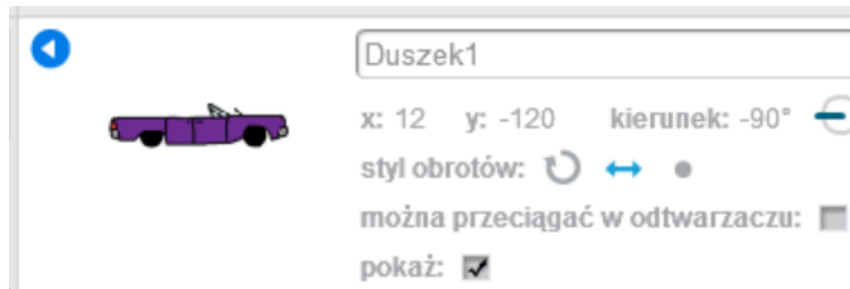 Duszek1
x: 12 y: -120 kierunek: -90°
styl obrotów:
można przeciągać w odtwarzaczu:
pokaż: